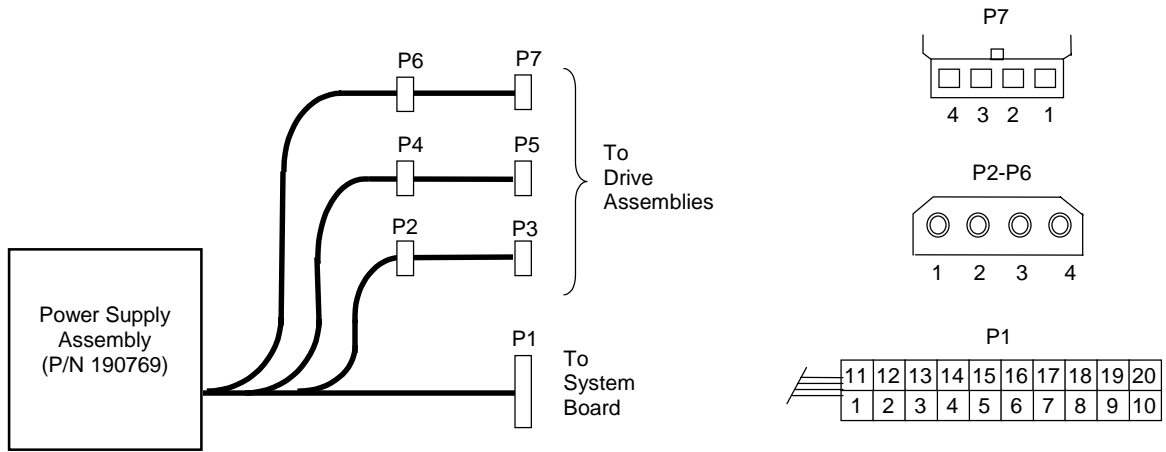 P7
P6 P7
4 3 2 1
P4 P5
To
Drive
Assemblies
P2-P6
P2 P3
1 2 3 4
Power Supply
Assembly
(P/N 190769)
P1
To
System
Board
P1
11 12 13 14 15 16 17 18 19 20
1 2 3 4 5 6 7 8 9 10